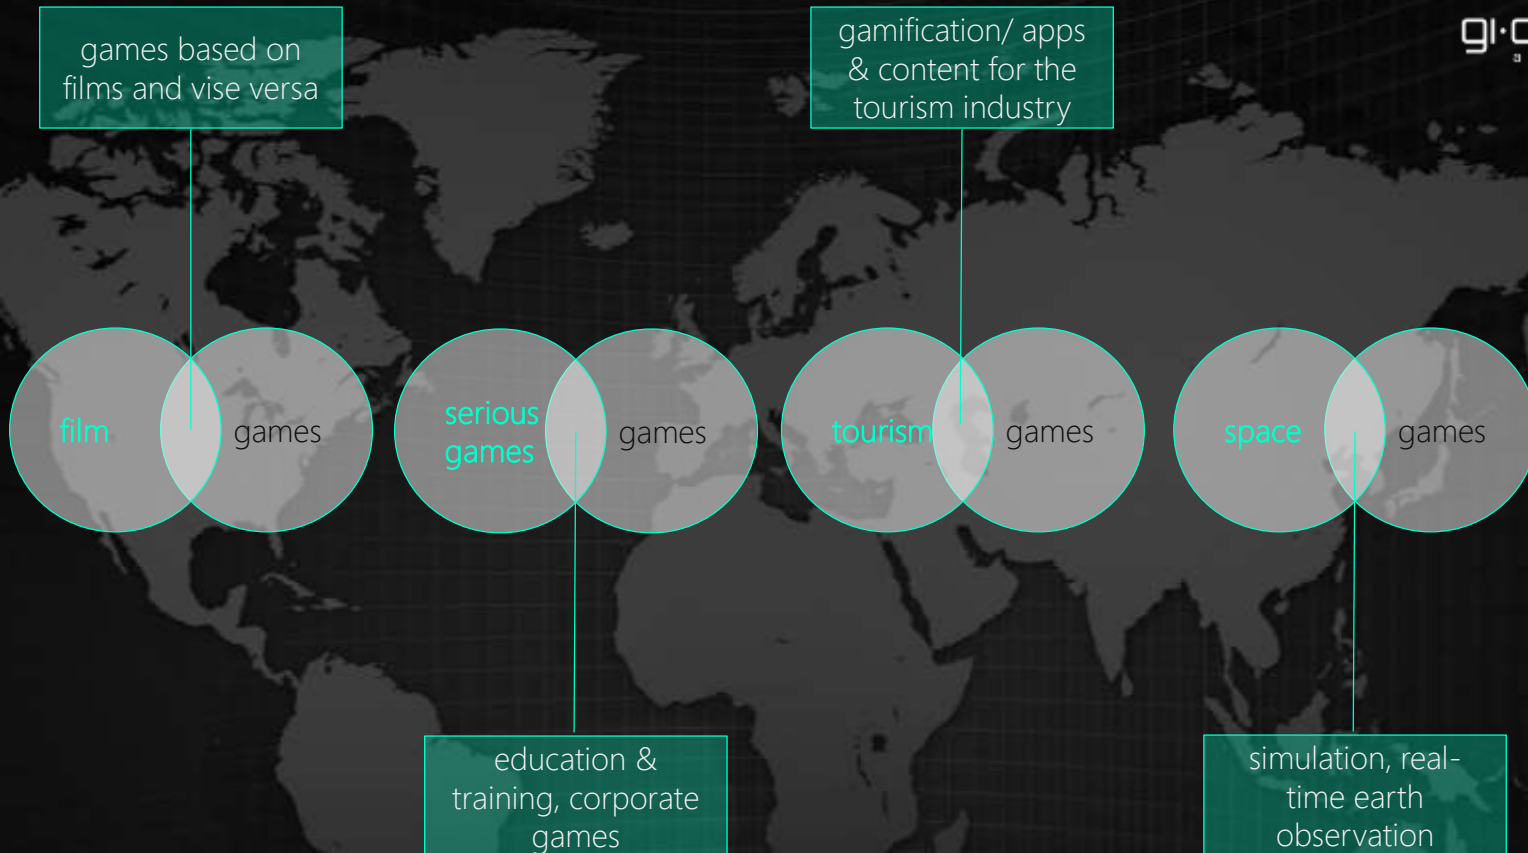 games based on
films and vise versa
gamification/ apps
& content for the
tourism industry
film
games
serious
games
games
tourism
games
space
games
education &
training, corporate
games
simulation, real-
time earth
observation